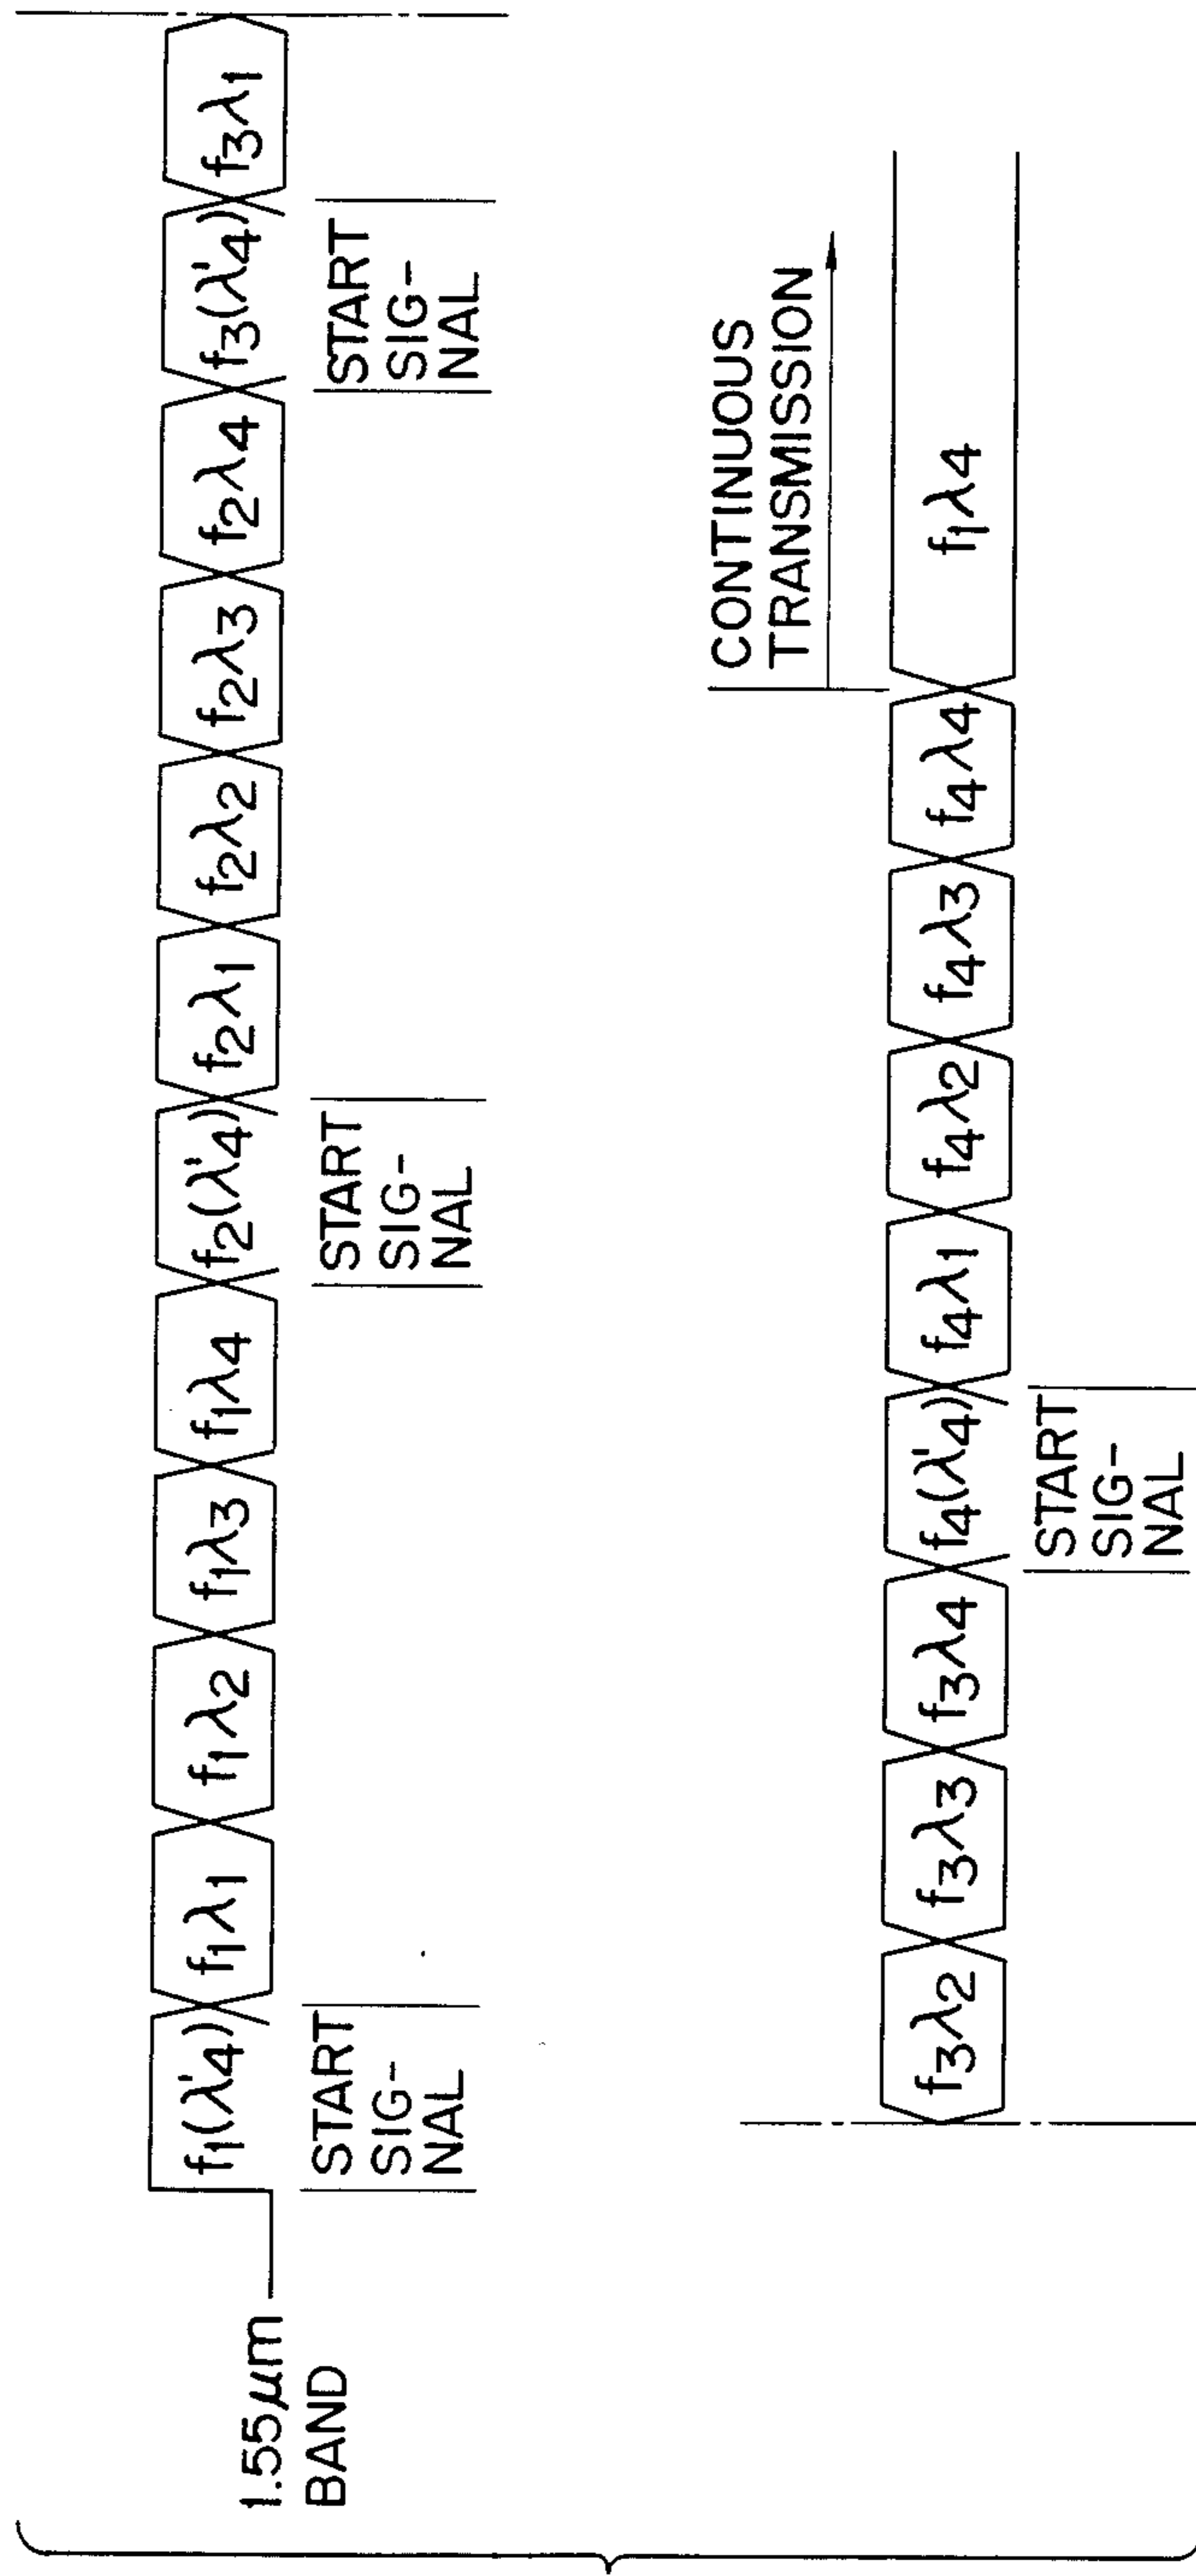 1.55μm
BAND
f₁(λ'₄)
f₁λ₁
f₁λ₂
f₁λ₃
f₁λ₄
f₂(λ'₄)
f₂λ₁
f₂λ₂
f₂λ₃
f₂λ₄
f₃(λ'₄)
f₃λ₁
START
SIG-
NAL
START
SIG-
NAL
START
SIG-
NAL
CONTINUOUS
TRANSMISSION
f₃λ₂
f₃λ₃
f₃λ₄
f₄(λ'₄)
f₄λ₁
f₄λ₂
f₄λ₃
f₄λ₄
f₁λ₄
START
SIG-
NAL